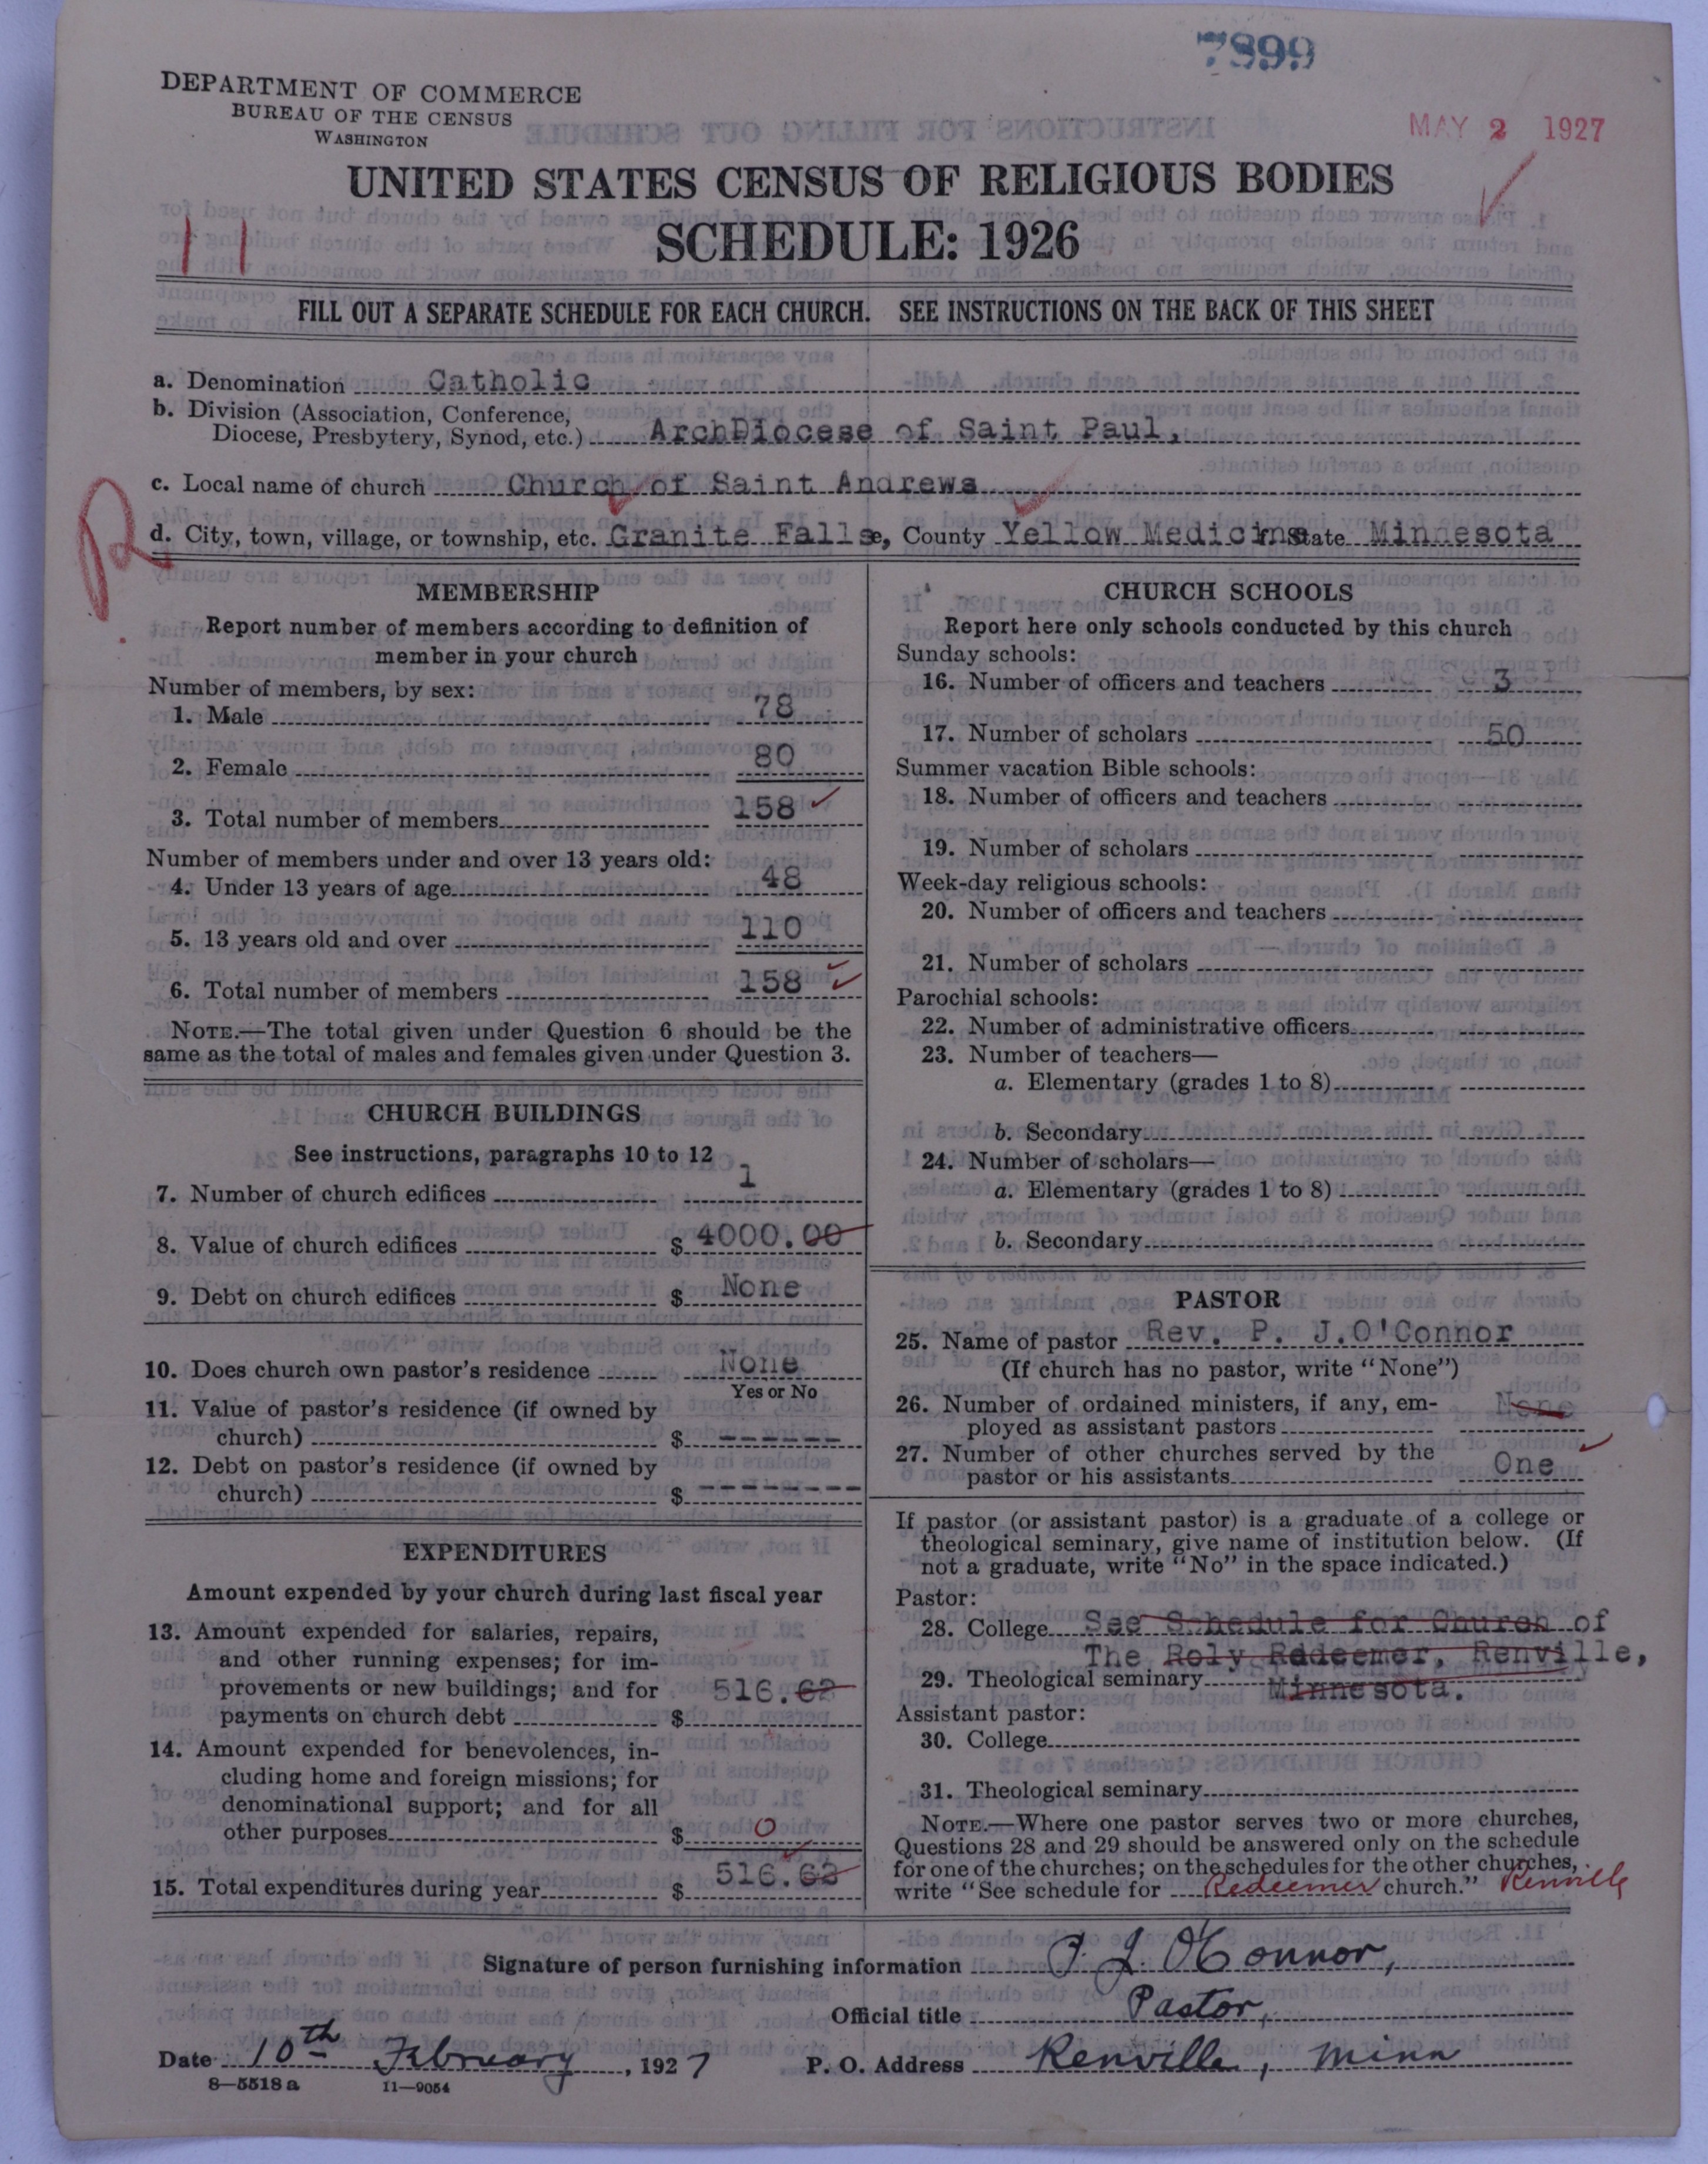 7899
DEPARTMENT OF COMMERCE
BUREAU OF THE CENSUS
WASHINGTON
MAY 2 1927
UNITED STATES CENSUS OF RELIGIOUS BODIES
11
SCHEDULE: 1926
FILL OUT A SEPARATE SCHEDULE FOR EACH CHURCH. SEE INSTRUCTIONS ON THE BACK OF THIS SHEET
a. Denomination Catholic
b. Division (Association, Conference,
Diocese, Presbytery, Synod, etc.) ArchDiocese of Saint Paul,
c. Local name of church Church of Saint Andrews
R
d. City, town, village, or township, etc. Granite Falls, County Yellow Medicine State Minnesota
MEMBERSHIP
Report number of members according to definition of
member in your church
Number of members, by sex:
1. Male 78
2. Female 80
3. Total number of members 158
Number of members under and over 13 years old:
4. Under 13 years of age 48
5. 13 years old and over 110
6. Total number of members 158
NOTE.—The total given under Question 6 should be the
same as the total of males and females given under Question 3.
CHURCH BUILDINGS
See instructions, paragraphs 10 to 12
7. Number of church edifices 1
8. Value of church edifices $ 4000.00
9. Debt on church edifices $ None
10. Does church own pastor's residence None
Yes or No
11. Value of pastor's residence (if owned by
church) $ ------
12. Debt on pastor's residence (if owned by
church) $ --------
EXPENDITURES
Amount expended by your church during last fiscal year
13. Amount expended for salaries, repairs,
and other running expenses; for im-
provements or new buildings; and for
payments on church debt $ 516.62
14. Amount expended for benevolences, in-
cluding home and foreign missions; for
denominational support; and for all
other purposes $ 0
15. Total expenditures during year $ 516.62
CHURCH SCHOOLS
Report here only schools conducted by this church
Sunday schools:
16. Number of officers and teachers 3
17. Number of scholars 50
Summer vacation Bible schools:
18. Number of officers and teachers
19. Number of scholars
Week-day religious schools:
20. Number of officers and teachers
21. Number of scholars
Parochial schools:
22. Number of administrative officers
23. Number of teachers—
a. Elementary (grades 1 to 8)
b. Secondary
24. Number of scholars—
a. Elementary (grades 1 to 8)
b. Secondary
PASTOR
25. Name of pastor Rev. P. J.O'Connor
(If church has no pastor, write "None")
26. Number of ordained ministers, if any, em-
ployed as assistant pastors None
27. Number of other churches served by the
pastor or his assistants One
If pastor (or assistant pastor) is a graduate of a college or
theological seminary, give name of institution below. (If
not a graduate, write "No" in the space indicated.)
Pastor:
28. College See Schedule for Church of
The Holy Redeemer, Renville,
29. Theological seminary Minnesota.
Assistant pastor:
30. College
31. Theological seminary
NOTE.—Where one pastor serves two or more churches,
Questions 28 and 29 should be answered only on the schedule
for one of the churches; on the schedules for the other churches,
write "See schedule for Redeemer church." Renville
Signature of person furnishing information P. J. O'Connor,
Official title Pastor,
Date 10th February, 1927 P. O. Address Renville, Minn
8—5518a 11—9054